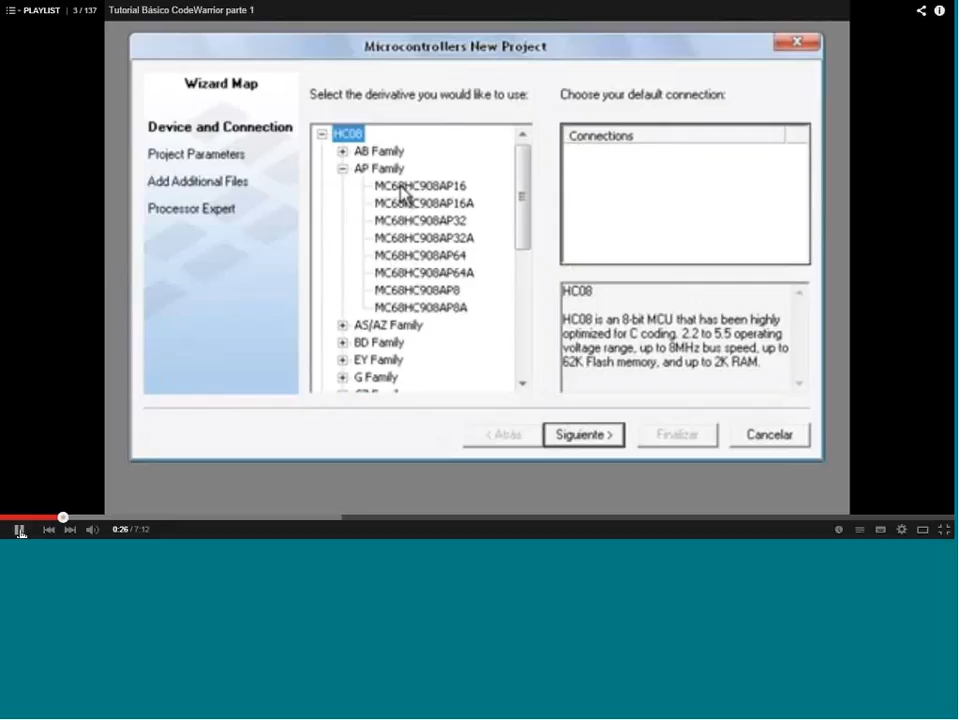 PLAYLIST 3 / 137 Tutorial Básico CodeWarrior parte 1
Microcontrollers New Project
Wizard Map
Device and Connection
Project Parameters
Add Additional Files
Processor Expert
Select the derivative you would like to use:
HC08
AB Family
AP Family
MC68HC908AP16
MC68HC908AP16A
MC68HC908AP32
MC68HC908AP32A
MC68HC908AP64
MC68HC908AP64A
MC68HC908AP8
MC68HC908AP8A
AS/AZ Family
BD Family
EY Family
G Family
Choose your default connection:
Connections
HC08
HC08 is an 8-bit MCU that has been highly
optimized for C coding. 2.2 to 5.5 operating
voltage range, up to 8MHz bus speed, up to
62K Flash memory, and up to 2K RAM.
< Atrás Siguiente > Finalizar Cancelar
0:26 / 7:12